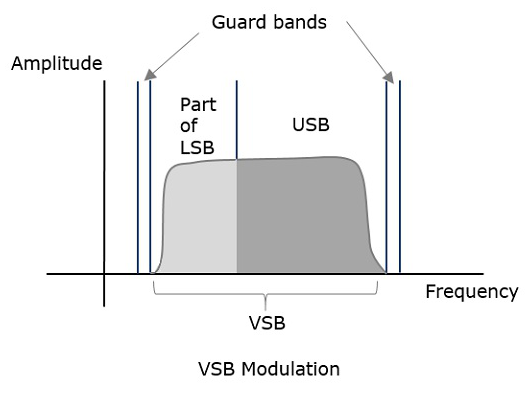 Guard bands
Amplitude
Part
of
LSB
USB
Frequency
VSB
VSB Modulation